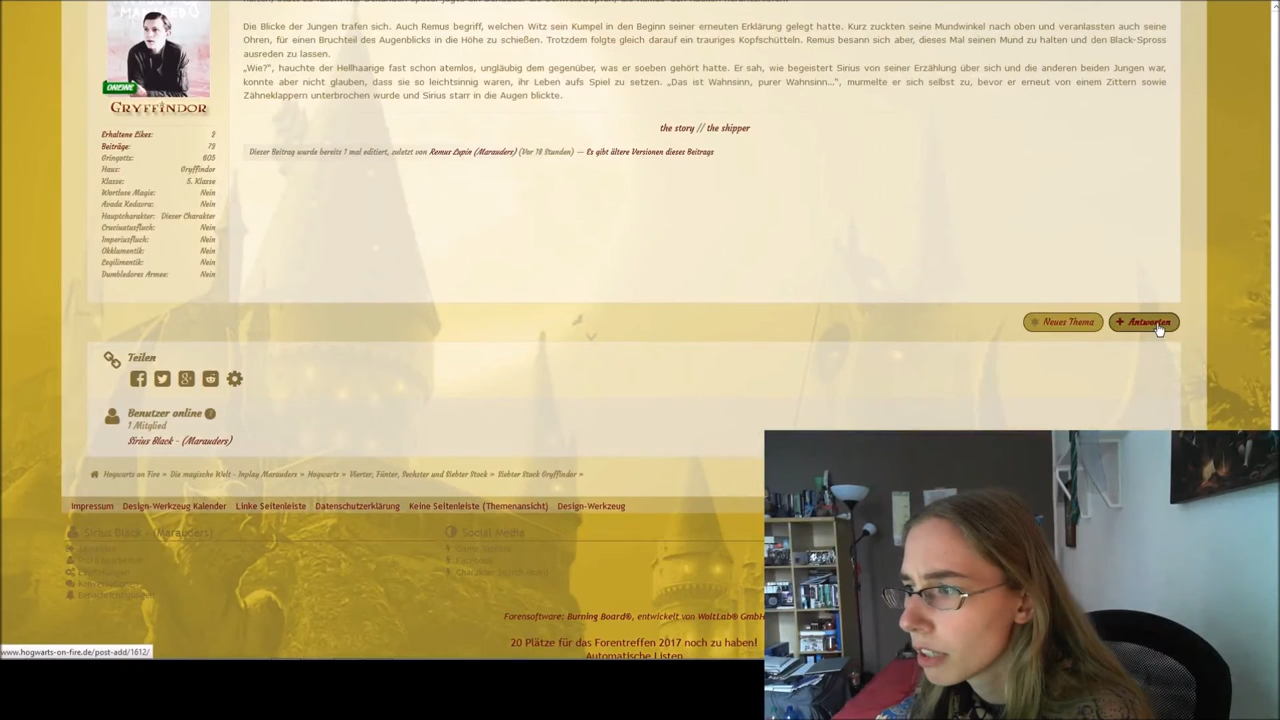 Die Blicke der Jungen trafen sich. Auch Remus begriff, welchen Witz sein Kumpel in den Beginn seiner erneuten Erklärung gelegt hatte. Kurz zuckten seine Mundwinkel nach oben und veranlassten auch seine
Ohren, für einen Bruchteil des Augenblicks in die Höhe zu schießen. Trotzdem folgte gleich darauf ein trauriges Kopfschütteln. Remus besann sich aber, dieses Mal seinen Mund zu halten und den Black-Spross
ausreden zu lassen.
„Wie?“, hauchte der Hellhaarige fast schon atemlos, ungläubig dem gegenüber, was er soeben gehört hatte. Er sah, wie begeistert Sirius von seiner Erzählung über sich und die anderen beiden Jungen war,
konnte aber nicht glauben, dass sie so leichtsinnig waren, ihr Leben aufs Spiel zu setzen. „Das ist Wahnsinn, purer Wahnsinn...“, murmelte er sich selbst zu, bevor er erneut von einem Zittern sowie
Zähneklappern unterbrochen wurde und Sirius starr in die Augen blickte.
ONLINE
GRYFFINDOR
the story // the shipper
Erhaltene Likes: 2
Beiträge: 79
Gringotts: 605
Haus: Gryffindor
Klasse: 5. Klasse
Wortlose Magie: Nein
Avada Kedavra: Nein
Hauptcharakter: Dieser Charakter
Cruciatusfluch: Nein
Imperiusfluch: Nein
Okklumentik: Nein
Legilimentik: Nein
Dumbledores Armee: Nein
Dieser Beitrag wurde bereits 1 mal editiert, zuletzt von Remus Lupin (Marauders) (Vor 18 Stunden) — Es gibt ältere Versionen dieses Beitrags
Neues Thema
+ Antworten
Teilen
Benutzer online
1 Mitglied
Sirius Black - (Marauders)
Hogwarts on Fire » Die magische Welt - Inplay Marauders » Hogwarts » Vierter, Fünter, Sechster und Siebter Stock » Siebter Stock Gryffindor »
Impressum Design-Werkzeug Kalender Linke Seitenleiste Datenschutzerklärung Keine Seitenleiste (Themenansicht) Design-Werkzeug
Sirius Black - (Marauders)
Social Media
Facebook
Benachrichtigungen
Forensoftware: Burning Board®, entwickelt von WoltLab® GmbH
20 Plätze für das Forentreffen 2017 noch zu haben!
Automatische Listen
www.hogwarts-on-fire.de/post-add/1612/